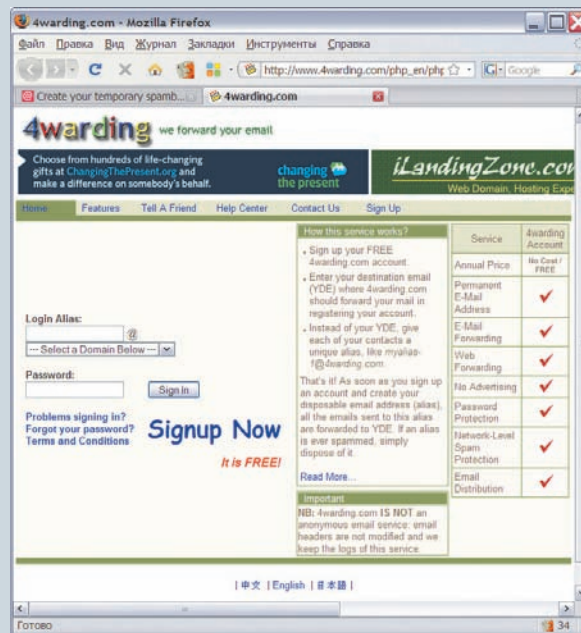 4warding.com - Mozilla Firefox
Файл Правка Вид Журнал Закладки Инструменты Справка
http://www.4warding.com/php_en/php
Google
Create your temporary spamb...
4warding.com
4warding we forward your email
Choose from hundreds of life-changing
gifts at ChangingThePresent.org and
make a difference on somebody's behalf.
changing
the present
iLandingZone.com
Web Domain, Hosting Expe
Home Features Tell A Friend Help Center Contact Us Sign Up
Login Alias:
@
--- Select a Domain Below ---
Password:
Sign In
Problems signing in?
Forgot your password?
Terms and Conditions
Signup Now
It is FREE!
How this service works?
Sign up your FREE
4warding.com account.
Enter your destination email
(YDE) where 4warding.com
should forward your mail in
registering your account.
Instead of your YDE, give
each of your contacts a
unique alias, like myalias-
f@4warding.com.
That's it! As soon as you sign up
an account and create your
disposable email address (alias),
all the emails sent to this alias
are forwarded to YDE. If an alias
is ever spammed, simply
dispose of it.
Read More...
Important
NB: 4warding.com IS NOT an
anonymous email service: email
headers are not modified and we
keep the logs of this service
Service
4warding
Account
Annual Price
No Cost /
FREE
Permanent
E-Mail
Address
E-Mail
Forwarding
Web
Forwarding
No Advertising
Password
Protection
Network-Level
Spam
Protection
Email
Distribution
| 中文 | English | 日本語 |
Готово
34